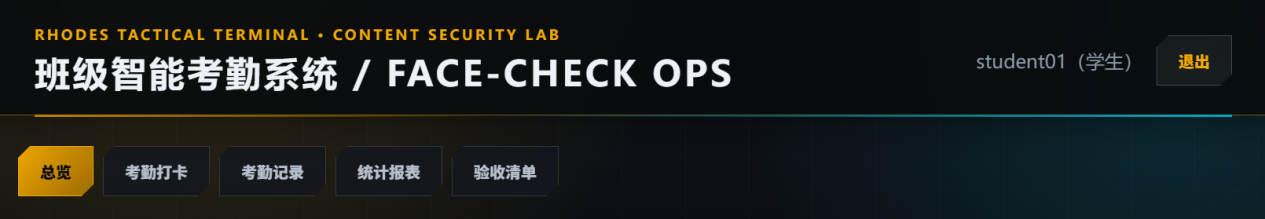 RHODES TACTICAL TERMINAL • CONTENT SECURITY LAB
班级智能考勤系统 / FACE-CHECK OPS
student01（学生）
退出
总览
考勤打卡
考勤记录
统计报表
验收清单